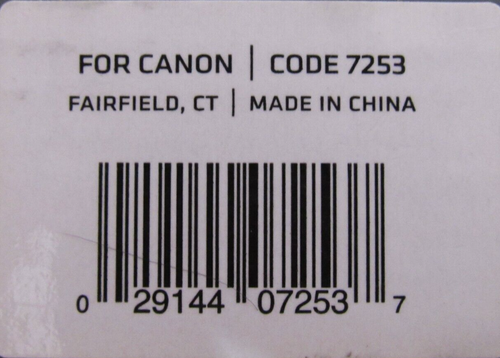 FOR CANON | CODE 7253
FAIRFIELD, CT | MADE IN CHINA
0 29144 07253 7